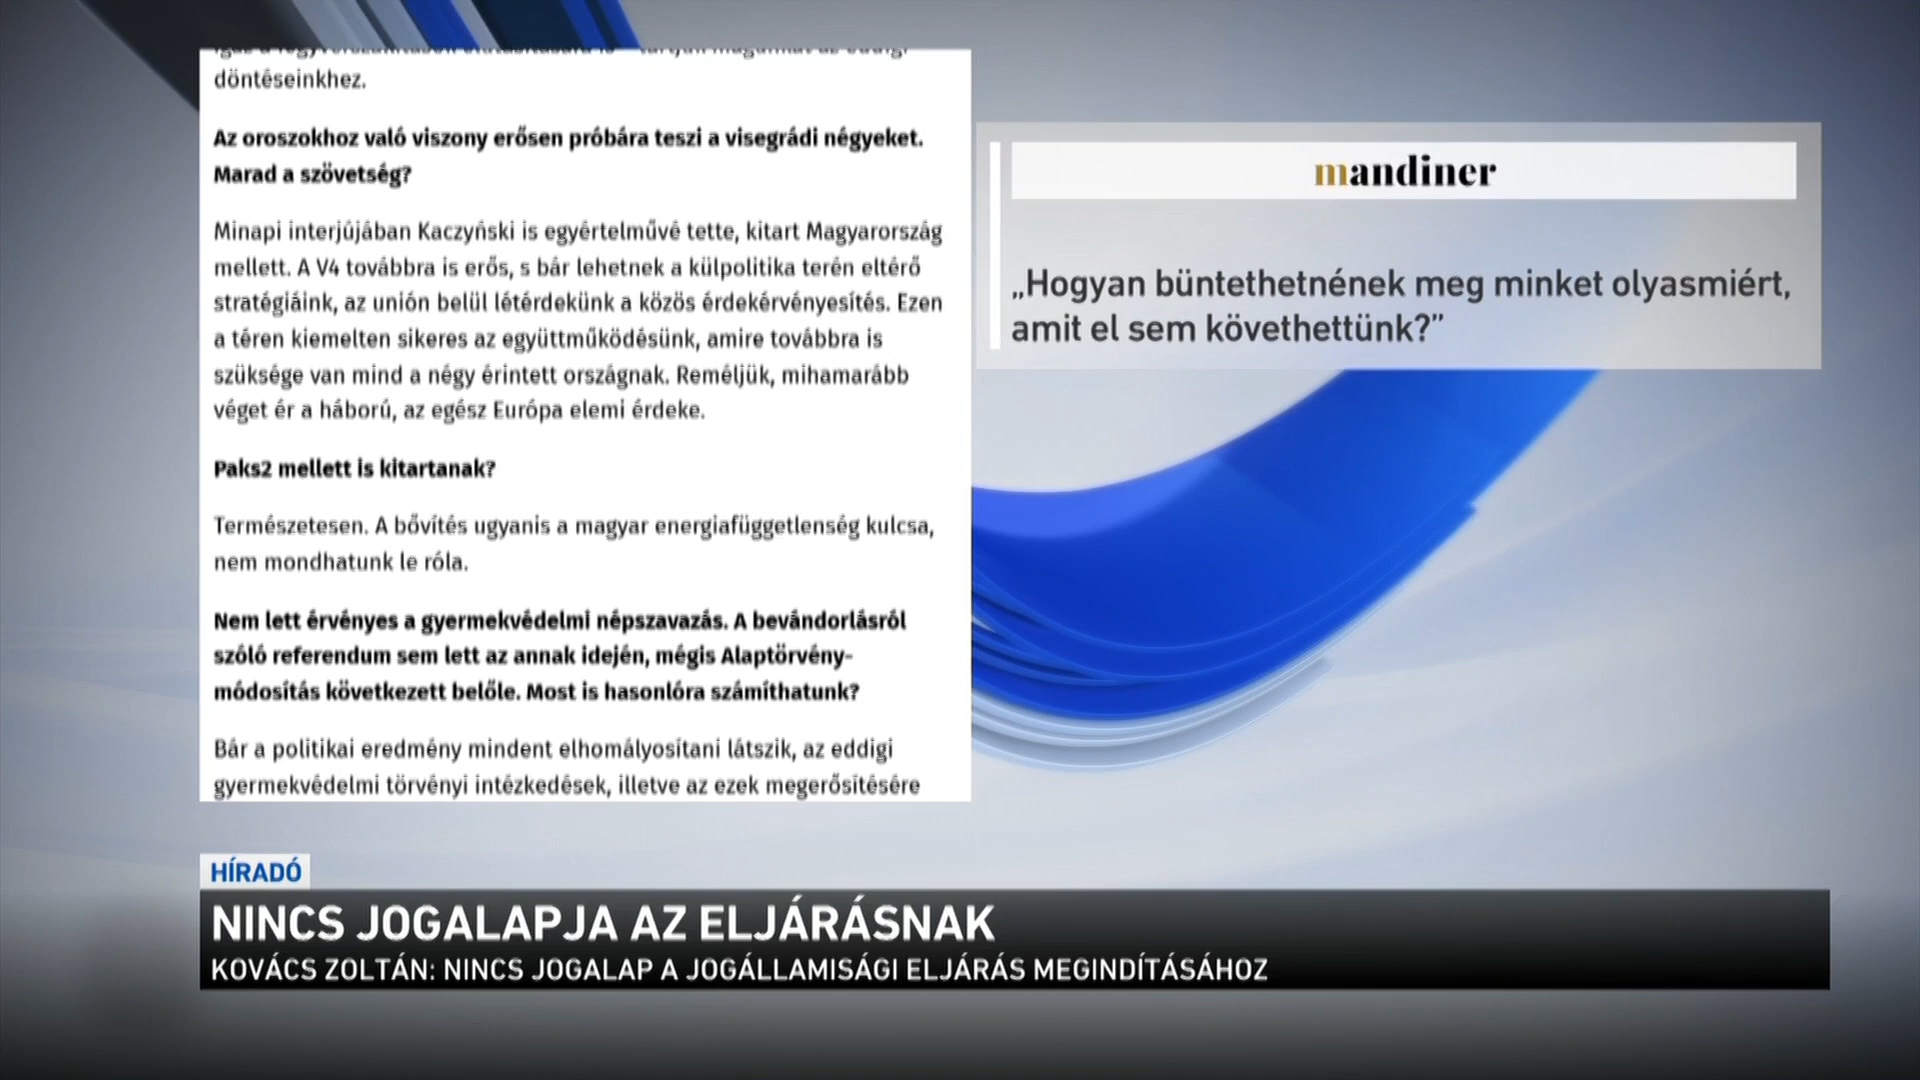 döntéseinkhez.
Az oroszokhoz való viszony erősen próbára teszi a visegrádi négyeket.
Marad a szövetség?
Minapi interjújában Kaczyński is egyértelművé tette, kitart Magyarország
mellett. A V4 továbbra is erős, s bár lehetnek a külpolitika terén eltérő
stratégiáink, az unión belül létérdekünk a közös érdekérvényesítés. Ezen
a téren kiemelten sikeres az együttműködésünk, amire továbbra is
szüksége van mind a négy érintett országnak. Reméljük, mihamarább
véget ér a háború, az egész Európa elemi érdeke.
Paks2 mellett is kitartanak?
Természetesen. A bővítés ugyanis a magyar energiafüggetlenség kulcsa,
nem mondhatunk le róla.
Nem lett érvényes a gyermekvédelmi népszavazás. A bevándorlásról
szóló referendum sem lett az annak idején, mégis Alaptörvény-
módosítás következett belőle. Most is hasonlóra számíthatunk?
Bár a politikai eredmény mindent elhomályosítani látszik, az eddigi
gyermekvédelmi törvényi intézkedések, illetve az ezek megerősítésére
mandiner
„Hogyan büntethetnének meg minket olyasmiért,
amit el sem követhettünk?”
HÍRADÓ
NINCS JOGALAPJA AZ ELJÁRÁSNAK
KOVÁCS ZOLTÁN: NINCS JOGALAP A JOGÁLLAMISÁGI ELJÁRÁS MEGINDÍTÁSÁHOZ